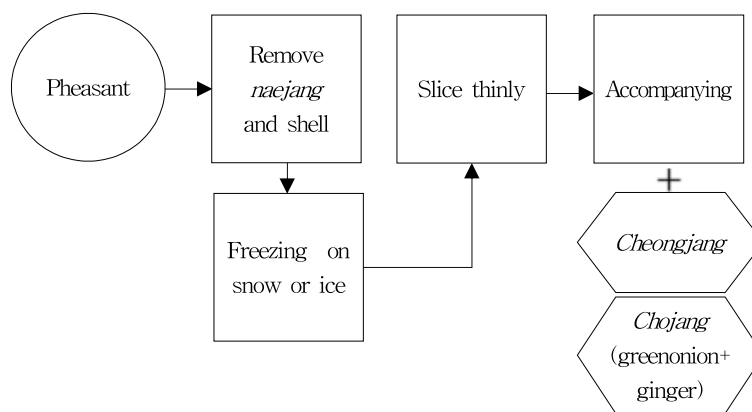 Pheasant
Remove
naejang
and shell
Freezing on
snow or ice
Slice thinly
Accompanying
+
Cheongjang
Chojang
(greenonion+
ginger)